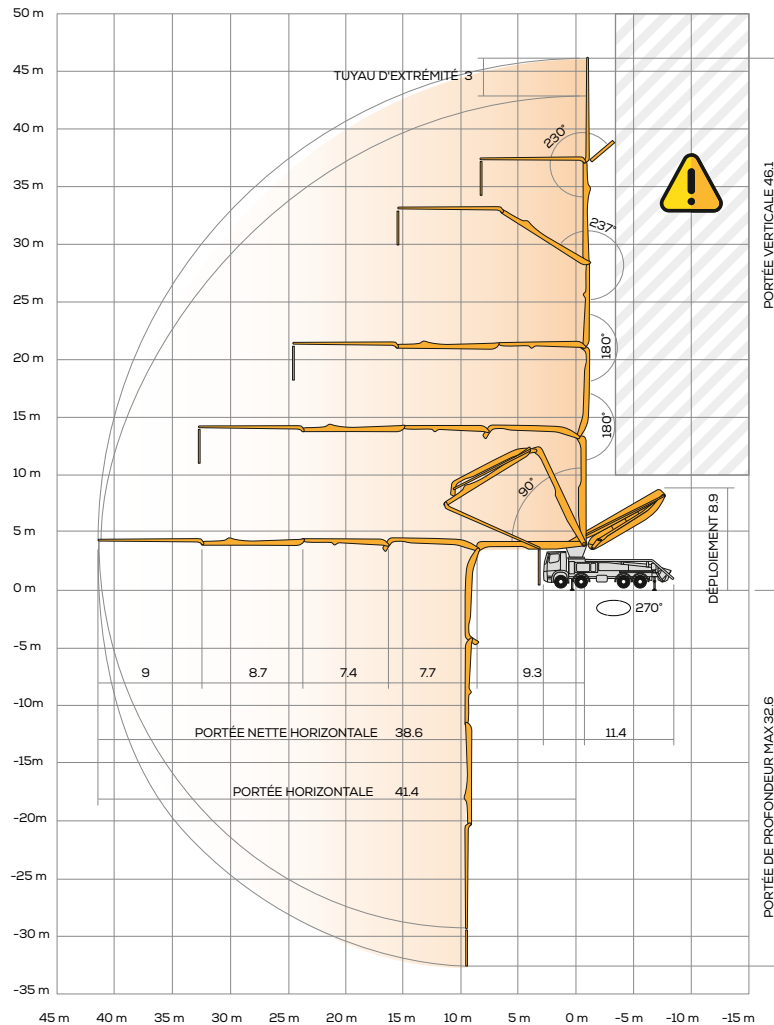 50 m
45 m
40 m
35 m
30 m
25 m
20 m
15 m
10 m
5 m
0 m
-5 m
-10m
-15m
-20m
-25 m
-30 m
-35 m
TUYAU D'EXTRÉMITÉ 3
230°
237°
180°
180°
90°
!
270°
PORTÉE VERTICALE 46.1
DÉPLOIEMENT 8.9
PORTÉE DE PROFONDEUR MAX 32.6
9 8.7 7.4 7.7 9.3
PORTÉE NETTE HORIZONTALE 38.6
11.4
PORTÉE HORIZONTALE 41.4
45 m 40 m 35 m 30 m 25 m 20 m 15 m 10 m 5 m 0 m -5 m -10 m -15 m